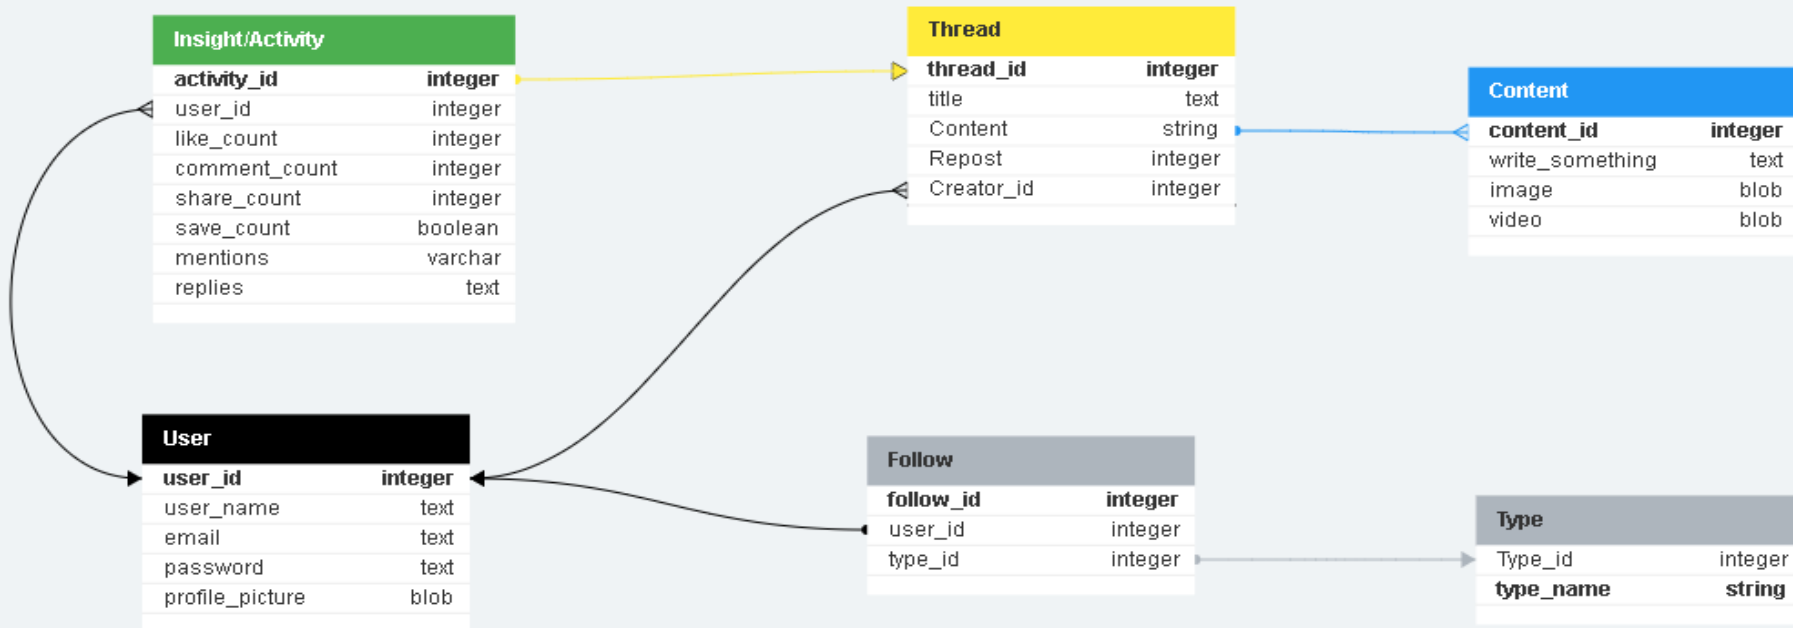 Insight/Activity
activity_id integer
user_id integer
like_count integer
comment_count integer
share_count integer
save_count boolean
mentions varchar
replies text
Thread
thread_id integer
title text
Content string
Repost integer
Creator_id integer
Content
content_id integer
write_something text
image blob
video blob
User
user_id integer
user_name text
email text
password text
profile_picture blob
Follow
follow_id integer
user_id integer
type_id integer
Type
Type_id integer
type_name string